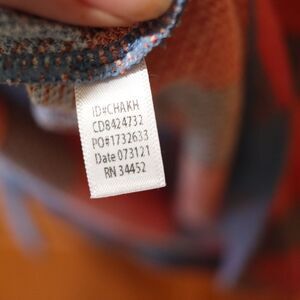 ID#CHAKH
CD8424732
PO#1732633
Date 073121
RN 34452